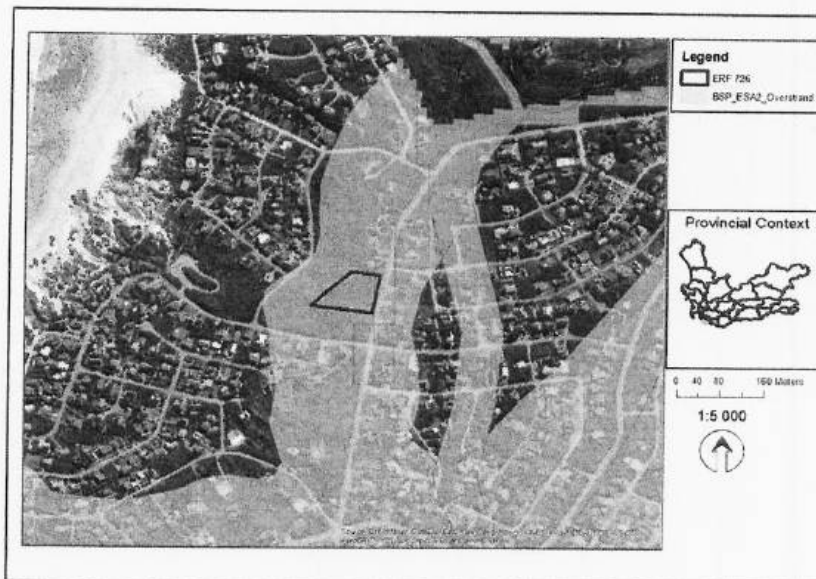 Legend
ERF 726
BSP_ESA2_Overstrand
Provincial Context
0 40 80 160 Meters
1:5 000